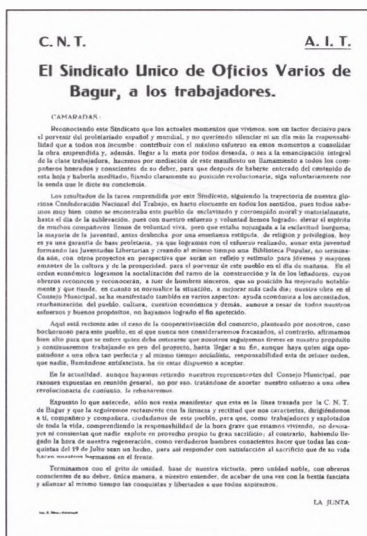 C. N. T.
A. I. T.
El Sindicato Unico de Oficios Varios de
Bagur, a los trabajadores.
CAMARADAS:
Reconociendo este Sindicato que los actuales momentos que vivimos, son un factor decisivo para
el porvenir del proletariado español y mundial, y no queriendo silenciar ni un día más la responsabi-
lidad que a todos nos incumbe: contribuir con el máximo esfuerzo en estos momentos a consolidar
la obra emprendida y, además, llegar a la meta por todos deseada, o sea a la emancipación integral
de la clase trabajadora, hacemos por mediación de este manifiesto un llamamiento a todos los com-
pañeros honrados y conscientes de su deber, para que después de haberse enterado del contenido de
esta hoja y haberla meditado, fijando claramente su posición revolucionaria, siga voluntariamente por
la senda que le dicte su conciencia.
Los resultados de la tarea emprendida por este Sindicato, siguiendo la trayectoria de nuestra glo-
riosa Confederación Nacional del Trabajo, es harto elocuente en todos los sentidos, pues todos sabe-
mos muy bien como se encontraba este pueblo de esclavizado y corrompido moral y materialmente,
hasta el día de la sublevación, pues con nuestro esfuerzo y voluntad hemos logrado: elevar el espíritu
de muchos compañeros llenos de voluntad viva, pero que estaba subyugada a la esclavitud burguesa,
la mayoría de la juventud, antes deshecha por una enseñanza estúpida, de religión y privilegios, hoy
es ya una garantía de base proletaria, ya que logramos con el esfuerzo realizado, aunar esta juventud
formando las Juventudes Libertarias y creando al mismo tiempo una Biblioteca Popular, no termina-
da aún, con otros proyectos en perspectiva que serán un reflejo y estímulo para jóvenes y mayores
amantes de la cultura y de la prosperidad, para el porvenir de este pueblo en el día de mañana. En el
orden económico logramos la socialización del ramo de la construcción y la de los taladores, cuyos
obreros reconocen y reconocerán, a fuer de hombres sinceros, que su posición ha mejorado notable-
mente y que tiende, en cuanto se normalice la situación, a mejorar más cada día; nuestra obra en el
Consejo Municipal, se ha manifestado también en varios aspectos: ayuda económica a los necesitados,
urbanización del pueblo, cultura, cuestión económica y demás, aunque a pesar de todos nuestros
esfuerzos y buenos propósitos, no hayamos logrado el fin apetecido.
Aquí está reciente aún el caso de la cooperativización del comercio, planteado por nosotros, caso
bochornoso para este pueblo, en el que nunca nos consideraremos fracasados, al contrario, afirmamos
bien alto para que se entere quien deba enterarse que nosotros seguiremos firmes en nuestro propósito
y continuaremos trabajando en pro del proyecto, hasta llegar a su fin, aunque haya quien siga opo-
niéndose a una obra tan perfecta y al mismo tiempo socialista, responsabilidad esta de primer orden,
que nadie, llamándose antifascista, ha de estar dispuesto a aceptar.
En la actualidad, aunque hayamos retirado nuestros representantes del Consejo Municipal, por
razones expuestas en reunión general, no por eso, tratándose de aportar nuestro esfuerzo a una obra
revolucionaria de conjunto, lo rehusaremos.
Expuesto lo que antecede, sólo nos resta manifestar que esta es la línea trazada por la C. N. T.
de Bagur y que la seguiremos rectamente con la firmeza y rectitud que nos caracteriza, dirigiéndonos
a ti, compañero y compañera, ciudadanos de este pueblo, para que, como trabajadores y explotados
de toda la vida, comprendiendo la responsabilidad de la hora grave que estamos viviendo, no desma-
yes ni consientas que nadie explote en provecho propio tu gran sacrificio; al contrario, habiendo lle-
gado la hora de nuestra regeneración, como verdaderos hombres conscientes hacer que todas las con-
quistas del 19 de Julio sean un hecho, para así responder con satisfacción al sacrificio que de su vida
hacen nuestros hermanos en el frente.
Terminamos con el grito de unidad, base de nuestra victoria, pero unidad noble, con obreros
conscientes de su deber, única manera, a nuestro entender, de acabar de una vez con la bestia fascista
y afianzar al mismo tiempo las conquistas y libertades a que todos aspiramos.
LA JUNTA